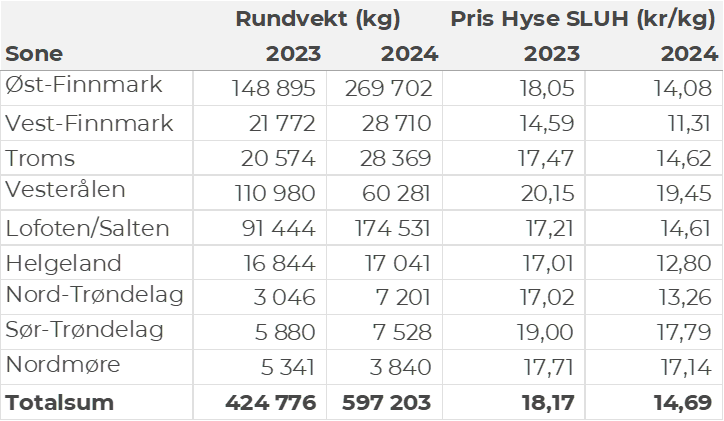 Rundvekt (kg) Pris Hyse SLUH (kr/kg)
Sone 2023 2024 2023 2024
Øst-Finnmark 148 895 269 702 18,05 14,08
Vest-Finnmark 21 772 28 710 14,59 11,31
Troms 20 574 28 369 17,47 14,62
Vesterålen 110 980 60 281 20,15 19,45
Lofoten/Salten 91 444 174 531 17,21 14,61
Helgeland 16 844 17 041 17,01 12,80
Nord-Trøndelag 3 046 7 201 17,02 13,26
Sør-Trøndelag 5 880 7 528 19,00 17,79
Nordmøre 5 341 3 840 17,71 17,14
Totalsum 424 776 597 203 18,17 14,69